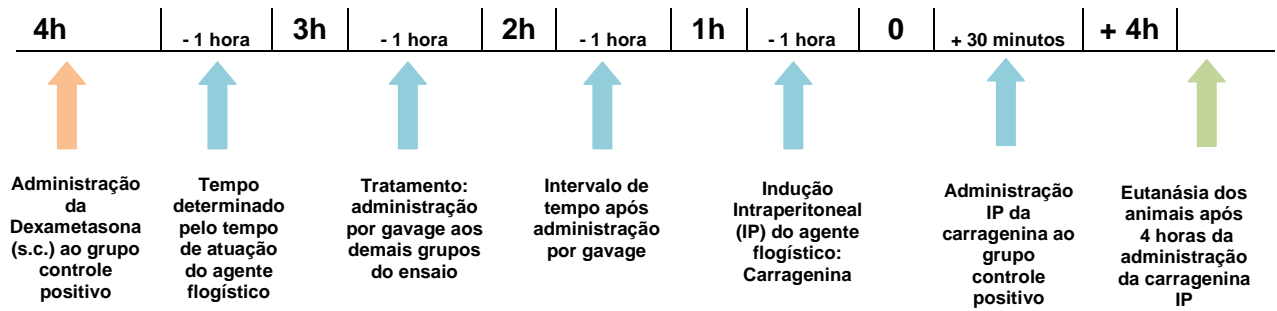 4h
- 1 hora
3h
- 1 hora
2h
- 1 hora
1h
- 1 hora
0
+ 30 minutos
+ 4h
Administração
da
Dexametasona
(s.c.) ao grupo
controle
positivo
Tempo
determinado
pelo tempo
de atuação
do agente
flogístico
Tratamento:
administração
por gavage aos
demais grupos
do ensaio
Intervalo de
tempo após
administração
por gavage
Indução
Intraperitoneal
(IP) do agente
flogístico:
Carragenina
Administração
IP da
carragenina ao
grupo
controle
positivo
Eutanásia dos
animais após
4 horas da
administração
da carragenina
IP